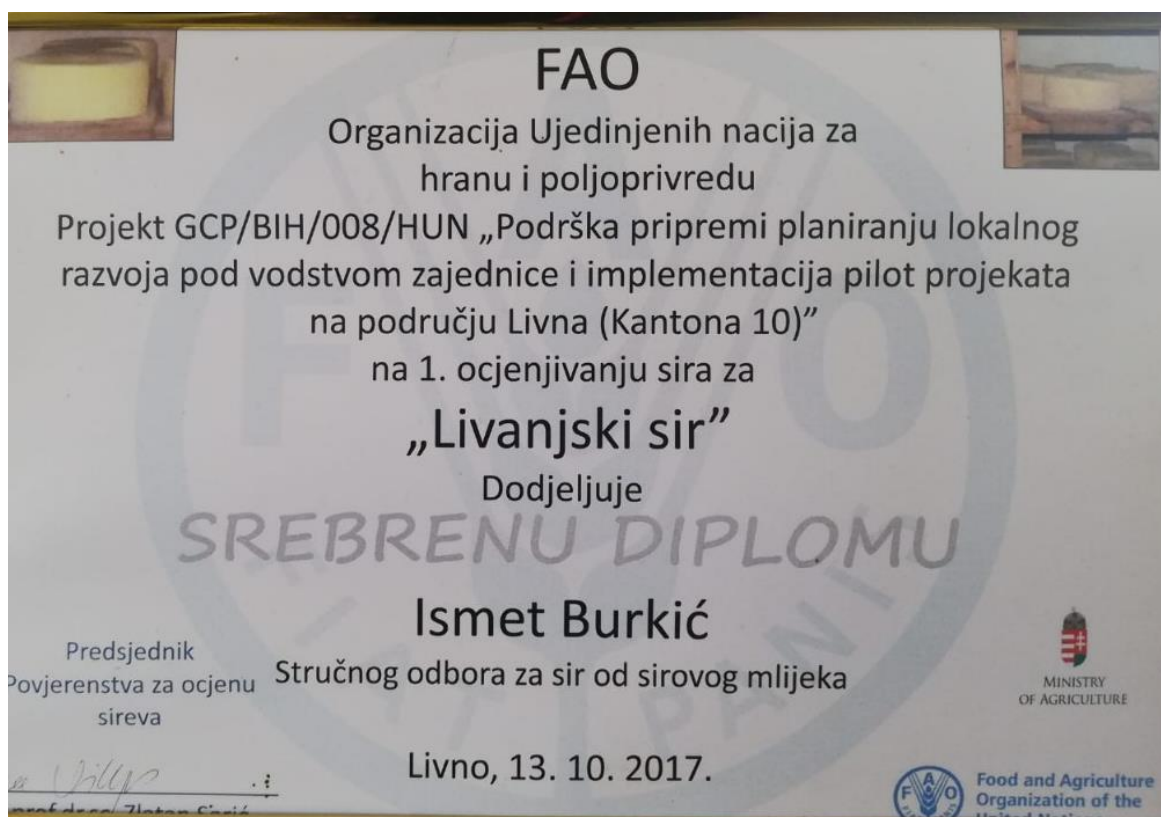 FAO
Organizacija Ujedinjenih nacija za
hranu i poljoprivredu
Projekt GCP/BIH/008/HUN „Podrška pripremi planiranju lokalnog
razvoja pod vodstvom zajednice i implementacija pilot projekata
na području Livna (Kantona 10)”
na 1. ocjenjivanju sira za
„Livanjski sir”
Dodjeljuje
SREBRENU DIPLOMU
Ismet Burkić
Stručnog odbora za sir od sirovog mlijeka
Predsjednik
Povjerenstva za ocjenu
sireva
Livno, 13. 10. 2017.
MINISTRY
OF AGRICULTURE
FAO
Food and Agriculture
Organization of the
United Nations